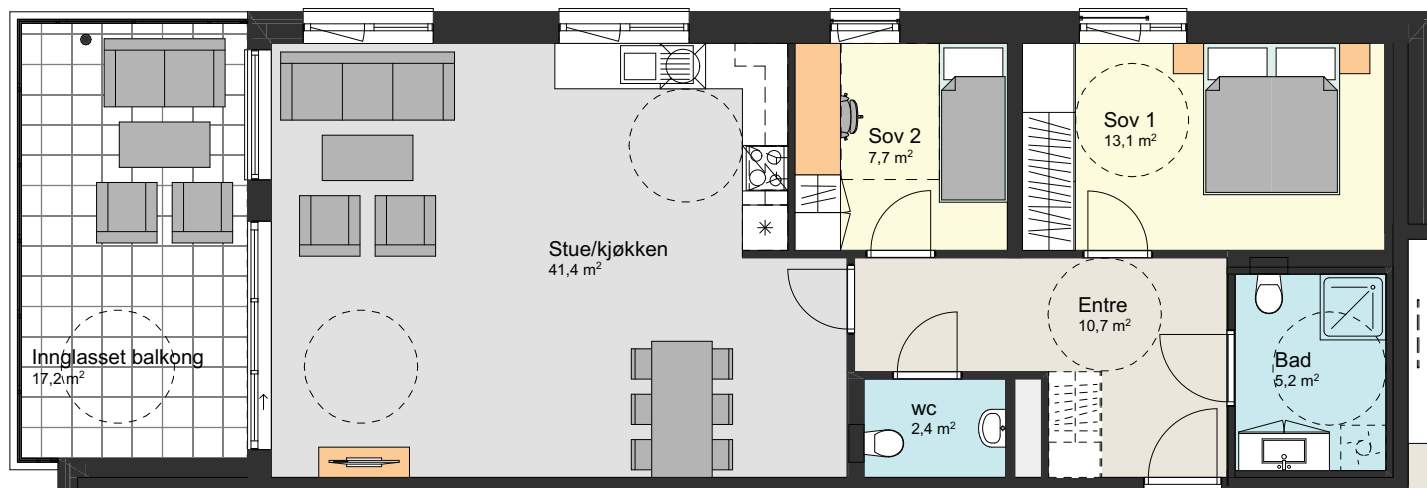 Sov 1
13,1 m²
Sov 2
7,7 m²
Stue/kjøkken
41,4 m²
Entre
10,7 m²
Innglasset balkong
17,2 m²
Bad
5,2 m²
wc
2,4 m²